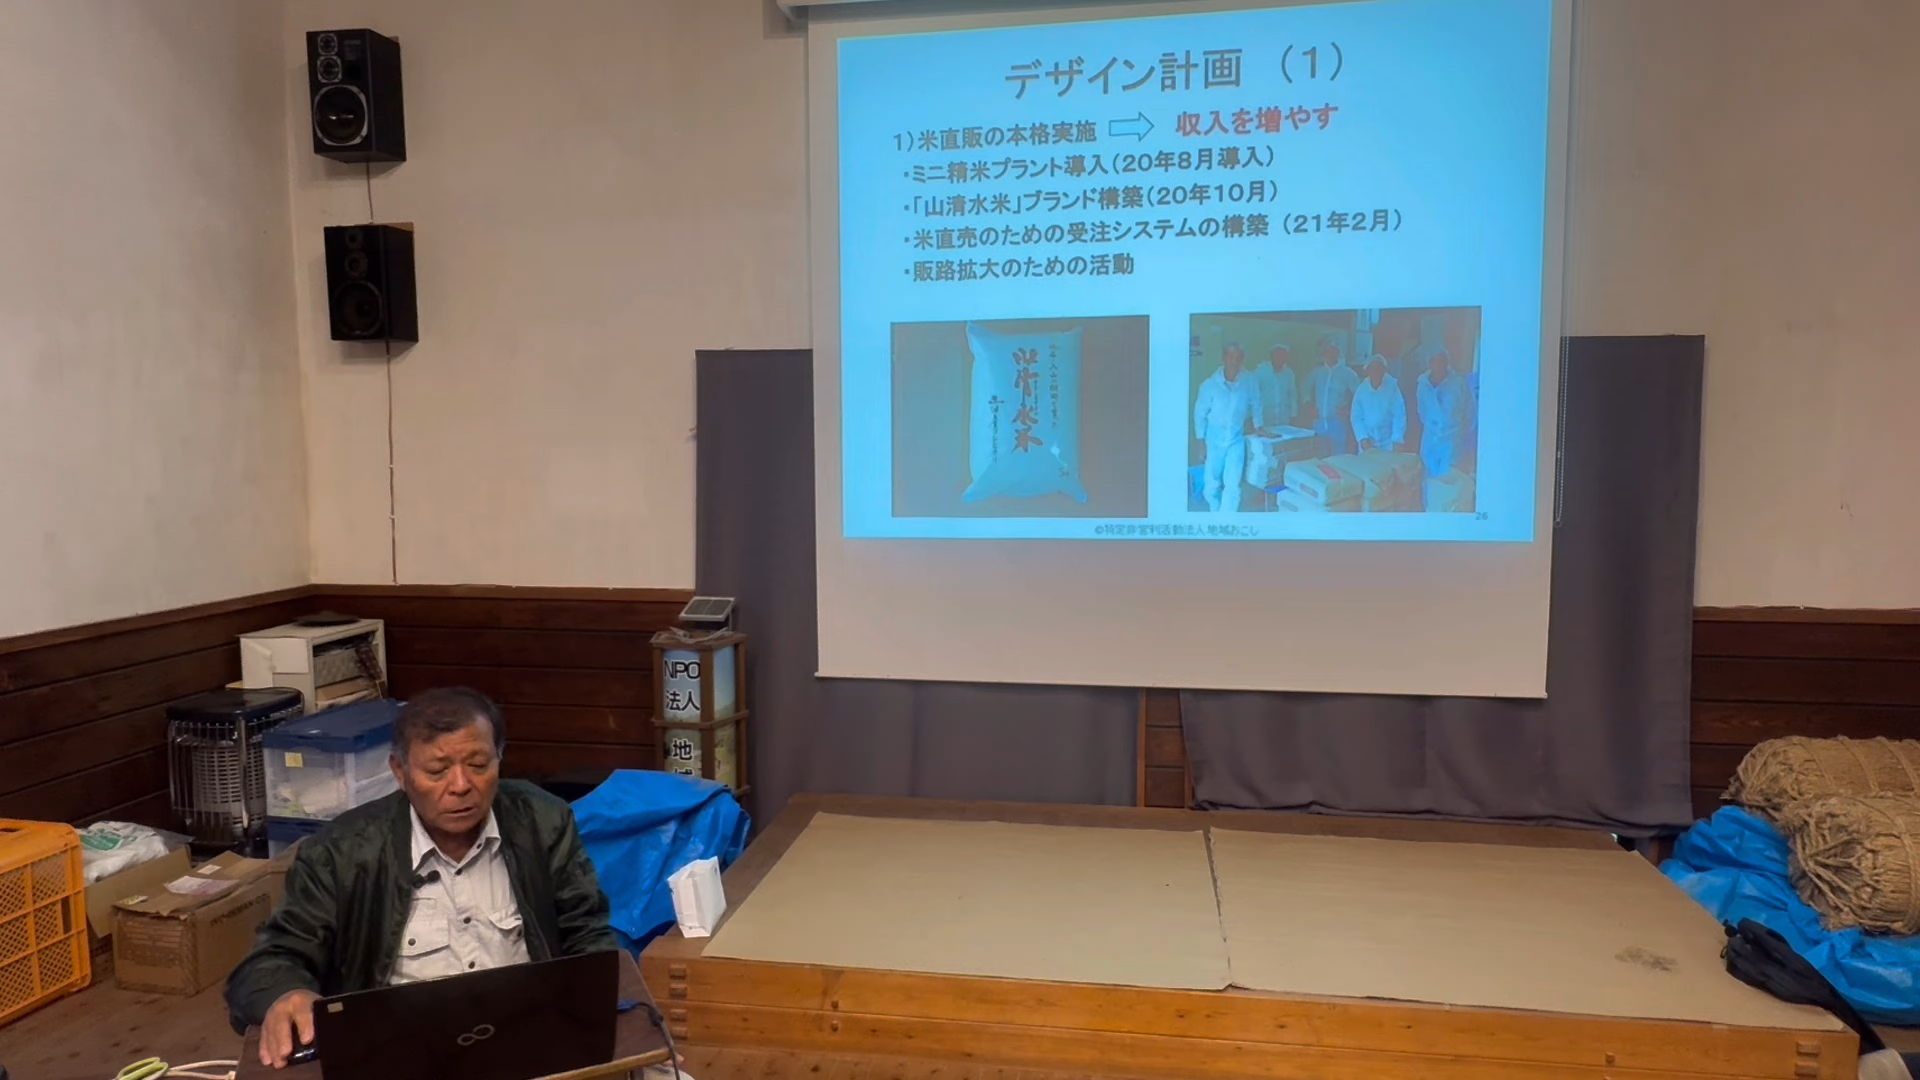 デザイン計画 （１）
１）米直販の本格実施 収入を増やす
・ミニ精米プラント導入（２０年８月導入）
・「山清水米」ブランド構築（２０年１０月）
・米直売のための受注システムの構築 （２１年２月）
・販路拡大のための活動
山清水米
©特定非営利活動法人地域おこし
26
NPO
法人
地